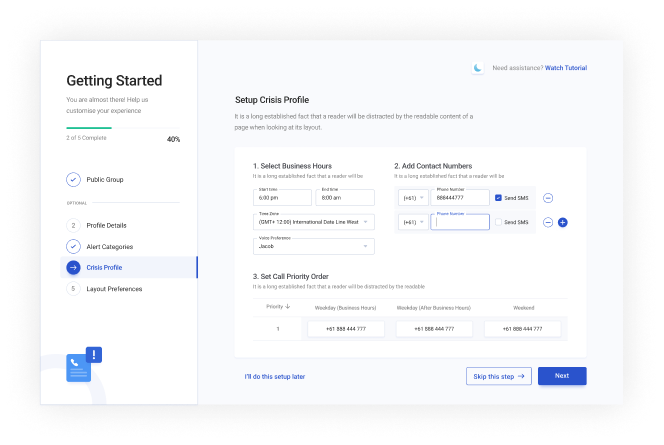 Getting Started
You are almost there! Help us
customise your experience
2 of 5 Complete
40%
Public Group
OPTIONAL
2
Profile Details
Alert Categories
Crisis Profile
5
Layout Preferences
!
Need assistance? Watch Tutorial
Setup Crisis Profile
It is a long established fact that a reader will be distracted by the readable content of a
page when looking at its layout.
1. Select Business Hours
It is a long established fact that a reader will be
Start time
6:00 pm
End time
8:00 am
Time Zone
(GMT+ 12:00) International Date Line West
Voice Preference
Jacob
2. Add Contact Numbers
It is a long established fact that a reader will be
(+61)
Phone Number
888444777
Send SMS
(+61)
Phone Number
Send SMS
3. Set Call Priority Order
It is a long established fact that a reader will be distracted by the readable
Priority
Weekday (Business Hours)
Weekday (After Business Hours)
Weekend
1
+61 888 444 777
+61 888 444 777
+61 888 444 777
I'll do this setup later
Skip this step
Next